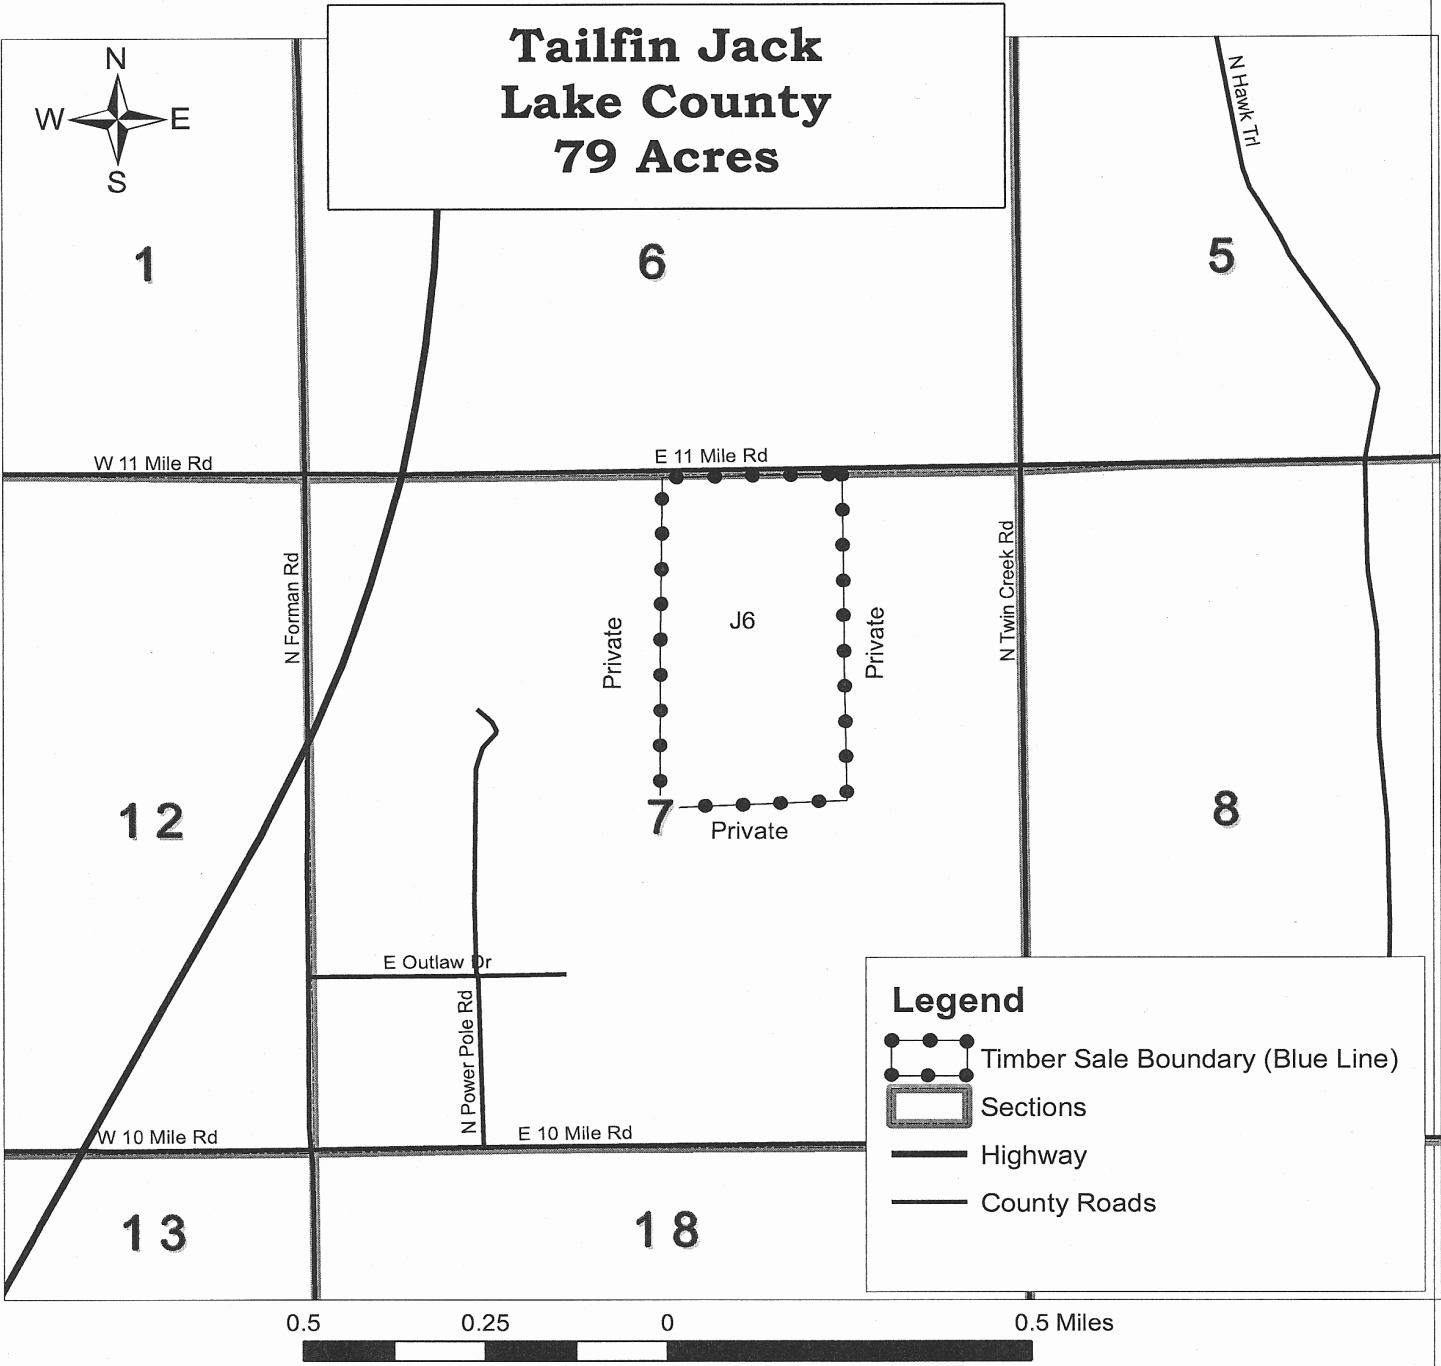 Tailfin Jack
Lake County
79 Acres
N
W E
S
N Hawk Trl
1
6
5
W 11 Mile Rd
E 11 Mile Rd
N Forman Rd
N Twin Creek Rd
J6
Private
Private
12
7
8
Private
E Outlaw Dr
N Power Pole Rd
W 10 Mile Rd
E 10 Mile Rd
13
18
Legend
Timber Sale Boundary (Blue Line)
Sections
Highway
County Roads
0.5 0.25 0 0.5 Miles